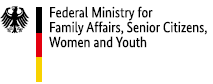 Federal Ministry for
Family Affairs, Senior Citizens,
Women and Youth